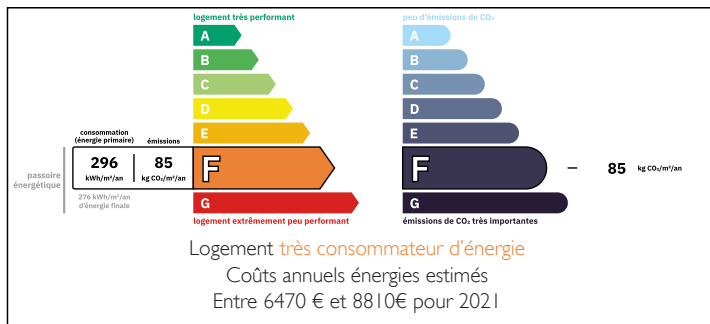 logement très performant
A
B
C
D
E
consommation
(énergie primaire)
émissions
passoire
énergétique
296
kWh/m²/an
85
kg CO₂/m²/an
F
276 kWh/m²/an
d'énergie finale
G
logement extrêmement peu performant
peu d'émissions de CO₂
A
B
C
D
E
F
85 kg CO₂/m²/an
G
émissions de CO₂ très importantes
Logement très consommateur d'énergie
Coûts annuels énergies estimés
Entre 6470 € et 8810€ pour 2021